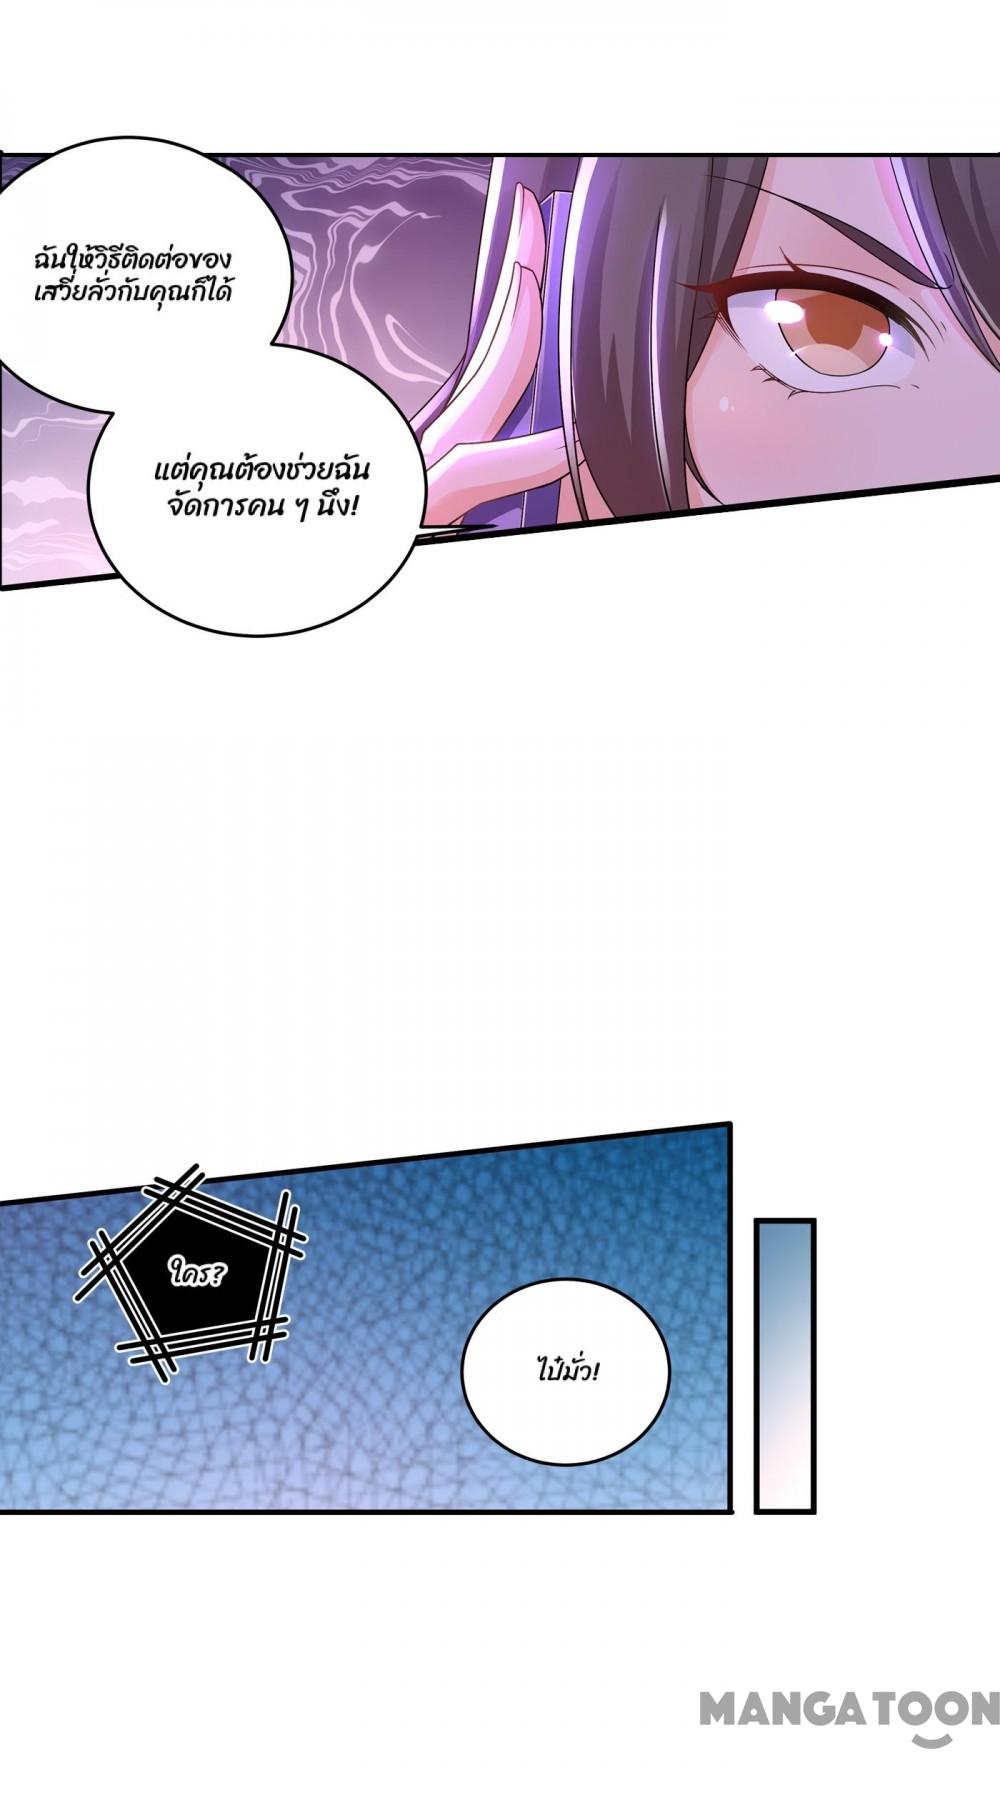 ฉันให้วิธีติดต่อของ
เสวี่ยลั่วกับคุณก็ได้
แต่คุณต้องช่วยฉัน
จัดการคน ๆ นึง!
ใคร?
ไป๋มั่ว!
MANGATOON